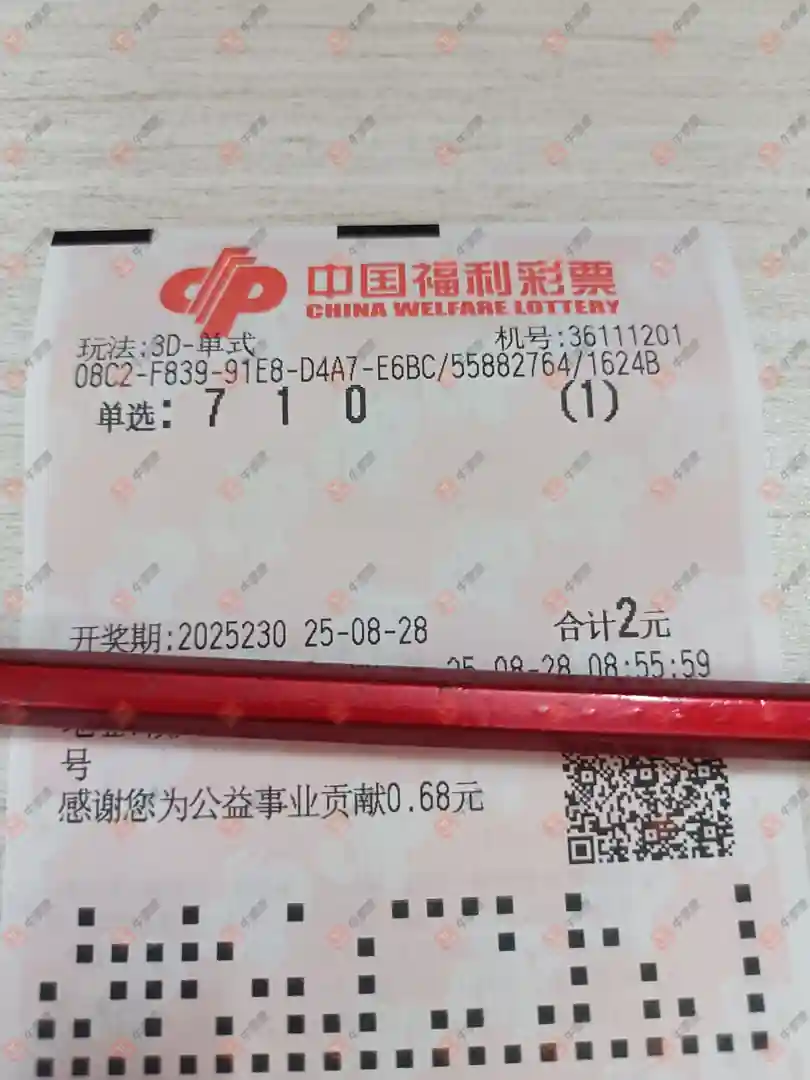 中国福利彩票
CHINA WELFARE LOTTERY
玩法:3D-单式 机号:36111201
08C2-F839-91E8-D4A7-E6BC/55882764/1624B
单选: 7 1 0 (1)
开奖期:2025230 25-08-28 合计2元
25-08-28 08:55:59
号
感谢您为公益事业贡献0.68元